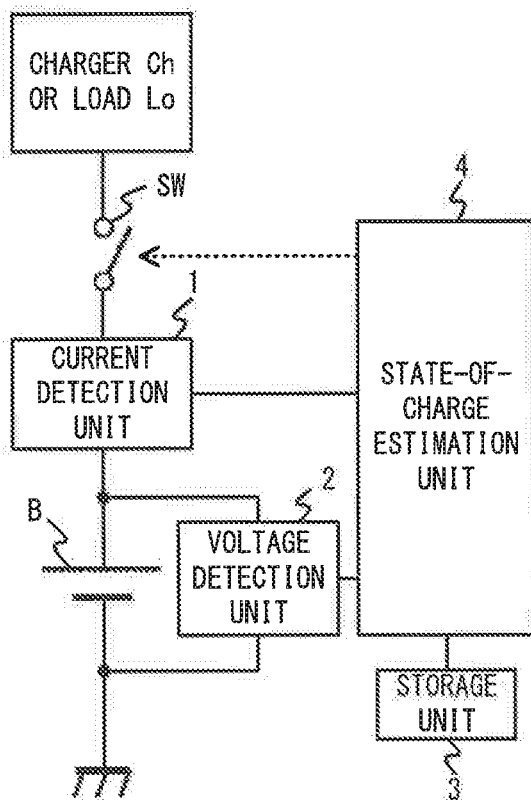 CHARGER Ch
OR LOAD Lo
SW
4
1
CURRENT
DETECTION
UNIT
STATE-OF-
CHARGE
ESTIMATION
UNIT
B
2
VOLTAGE
DETECTION
UNIT
STORAGE
UNIT
3